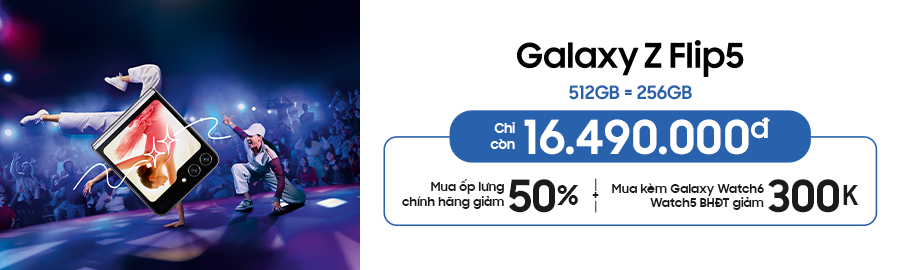 Galaxy Z Flip5
512GB = 256GB
Chỉ
còn 16.490.000đ
Mua ốp lưng
chính hãng giảm 50%
+
Mua kèm Galaxy Watch6
Watch5 BHĐT giảm 300K